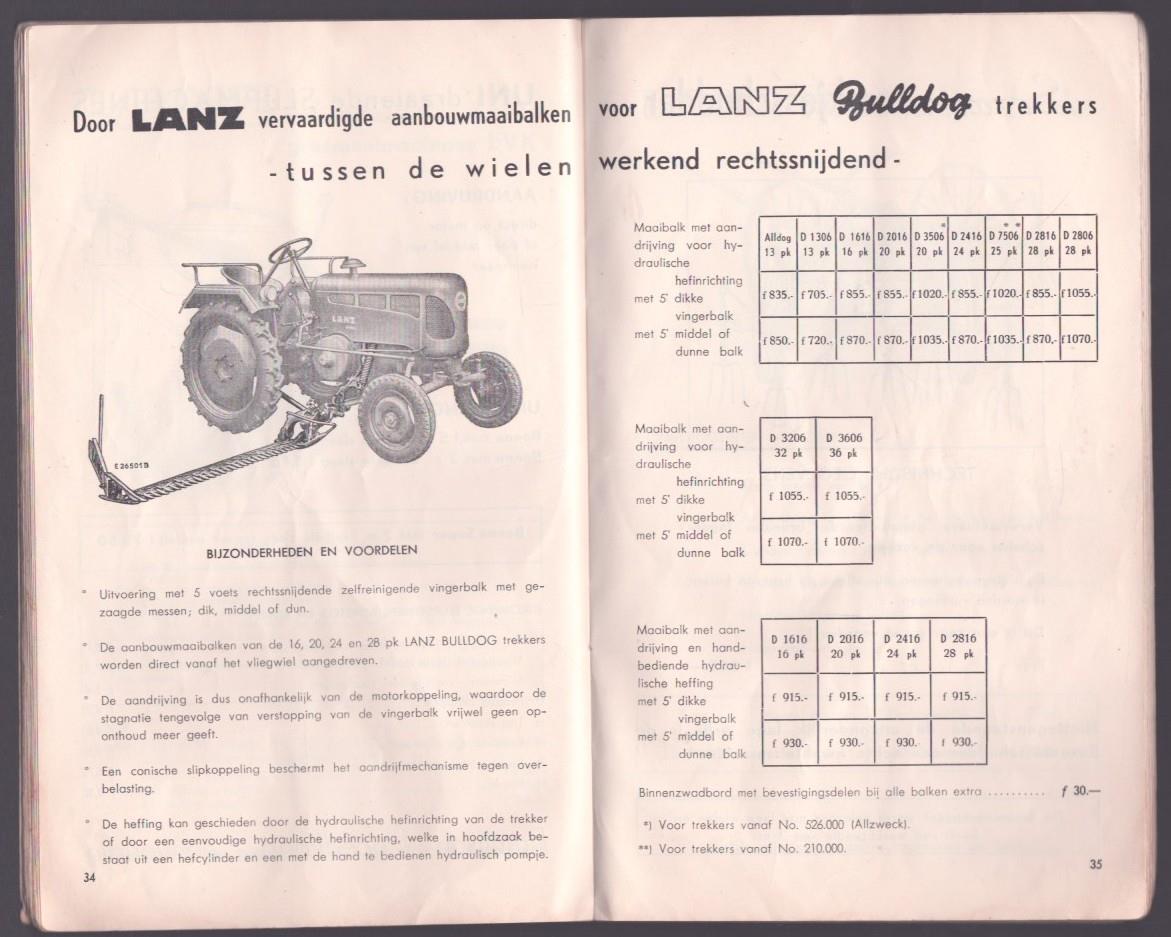 Door LANZ vervaardigde aanbouwmaaibalken
- tussen de wielen
LANZ
E 26501 B
BIJZONDERHEDEN EN VOORDELEN
° Uitvoering met 5 voets rechtssnijdende zelfreinigende vingerbalk met ge-
zaagde messen; dik, middel of dun.
° De aanbouwmaaibalken van de 16, 20, 24 en 28 pk LANZ BULLDOG trekkers
worden direct vanaf het vliegwiel aangedreven.
° De aandrijving is dus onafhankelijk van de motorkoppeling, waardoor de
stagnatie tengevolge van verstopping van de vingerbalk vrijwel geen op-
onthoud meer geeft.
° Een conische slipkoppeling beschermt het aandrijfmechanisme tegen over-
belasting.
° De heffing kan geschieden door de hydraulische hefinrichting van de trekker
of door een eenvoudige hydraulische hefinrichting, welke in hoofdzaak be-
staat uit een hefcylinder en een met de hand te bedienen hydraulisch pompje.
34
voor LANZ Bulldog trekkers
werkend rechtssnijdend -
Maaibalk met aan-
drijving voor hy-
draulische
hefinrichting
met 5' dikke
vingerbalk
met 5' middel of
dunne balk
Alldog D 1306 D 1616 D 2016 D 3506* D 2416 D 7506** D 2816 D 2806
13 pk 13 pk 16 pk 20 pk 20 pk 24 pk 25 pk 28 pk 28 pk
f 835.- f 705.- f 855.- f 855.- f 1020.- f 855.- f 1020.- f 855.- f 1055.-
f 850.- f 720.- f 870.- f 870.- f 1035.- f 870.- f 1035.- f 870.- f 1070.-
Maaibalk met aan-
drijving voor hy-
draulische
hefinrichting
met 5' dikke
vingerbalk
met 5' middel of
dunne balk
D 3206 D 3606
32 pk 36 pk
f 1055.- f 1055.-
f 1070.- f 1070.-
Maaibalk met aan-
drijving en hand-
bediende hydrau-
lische heffing
met 5' dikke
vingerbalk
met 5' middel of
dunne balk
D 1616 D 2016 D 2416 D 2816
16 pk 20 pk 24 pk 28 pk
f 915.- f 915.- f 915.- f 915.-
f 930.- f 930.- f 930.- f 930.-
Binnenzwadbord met bevestigingsdelen bij alle balken extra .......... f 30.—
*) Voor trekkers vanaf No. 526.000 (Allzweck).
**) Voor trekkers vanaf No. 210.000.
35